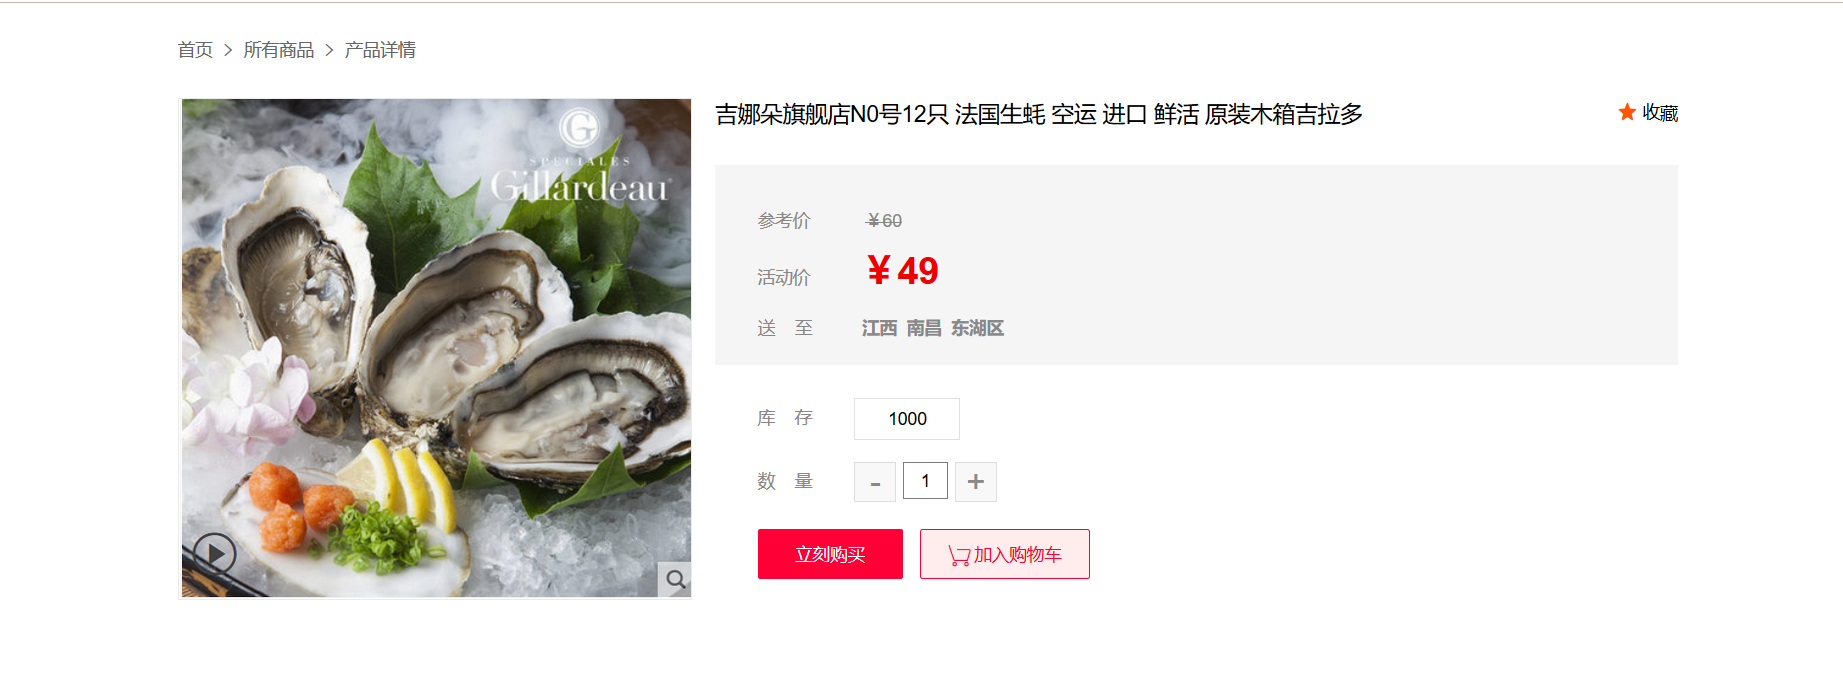 首页 > 所有商品 > 产品详情
G
SPECIALES
Gillardeau
吉娜朵旗舰店N0号12只 法国生蚝 空运 进口 鲜活 原装木箱吉拉多
收藏
参考价 ¥60
活动价 ¥49
送 至 江西 南昌 东湖区
库 存 1000
数 量 - 1 +
立刻购买 加入购物车